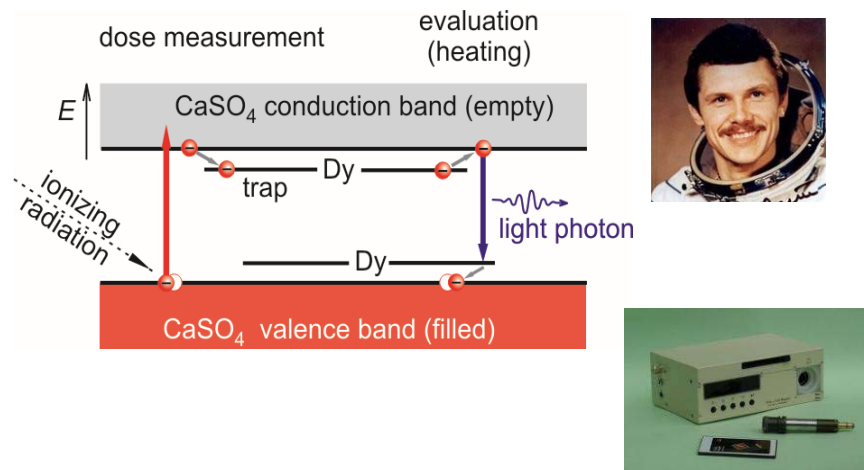 dose measurement
evaluation
(heating)
E
CaSO4 conduction band (empty)
Dy
trap
ionizing
radiation
light photon
Dy
CaSO4 valence band (filled)